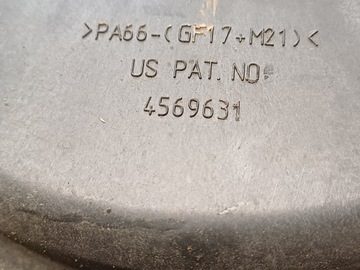 >PA66-(GF17+M21)<
US PAT. NO.
4569631